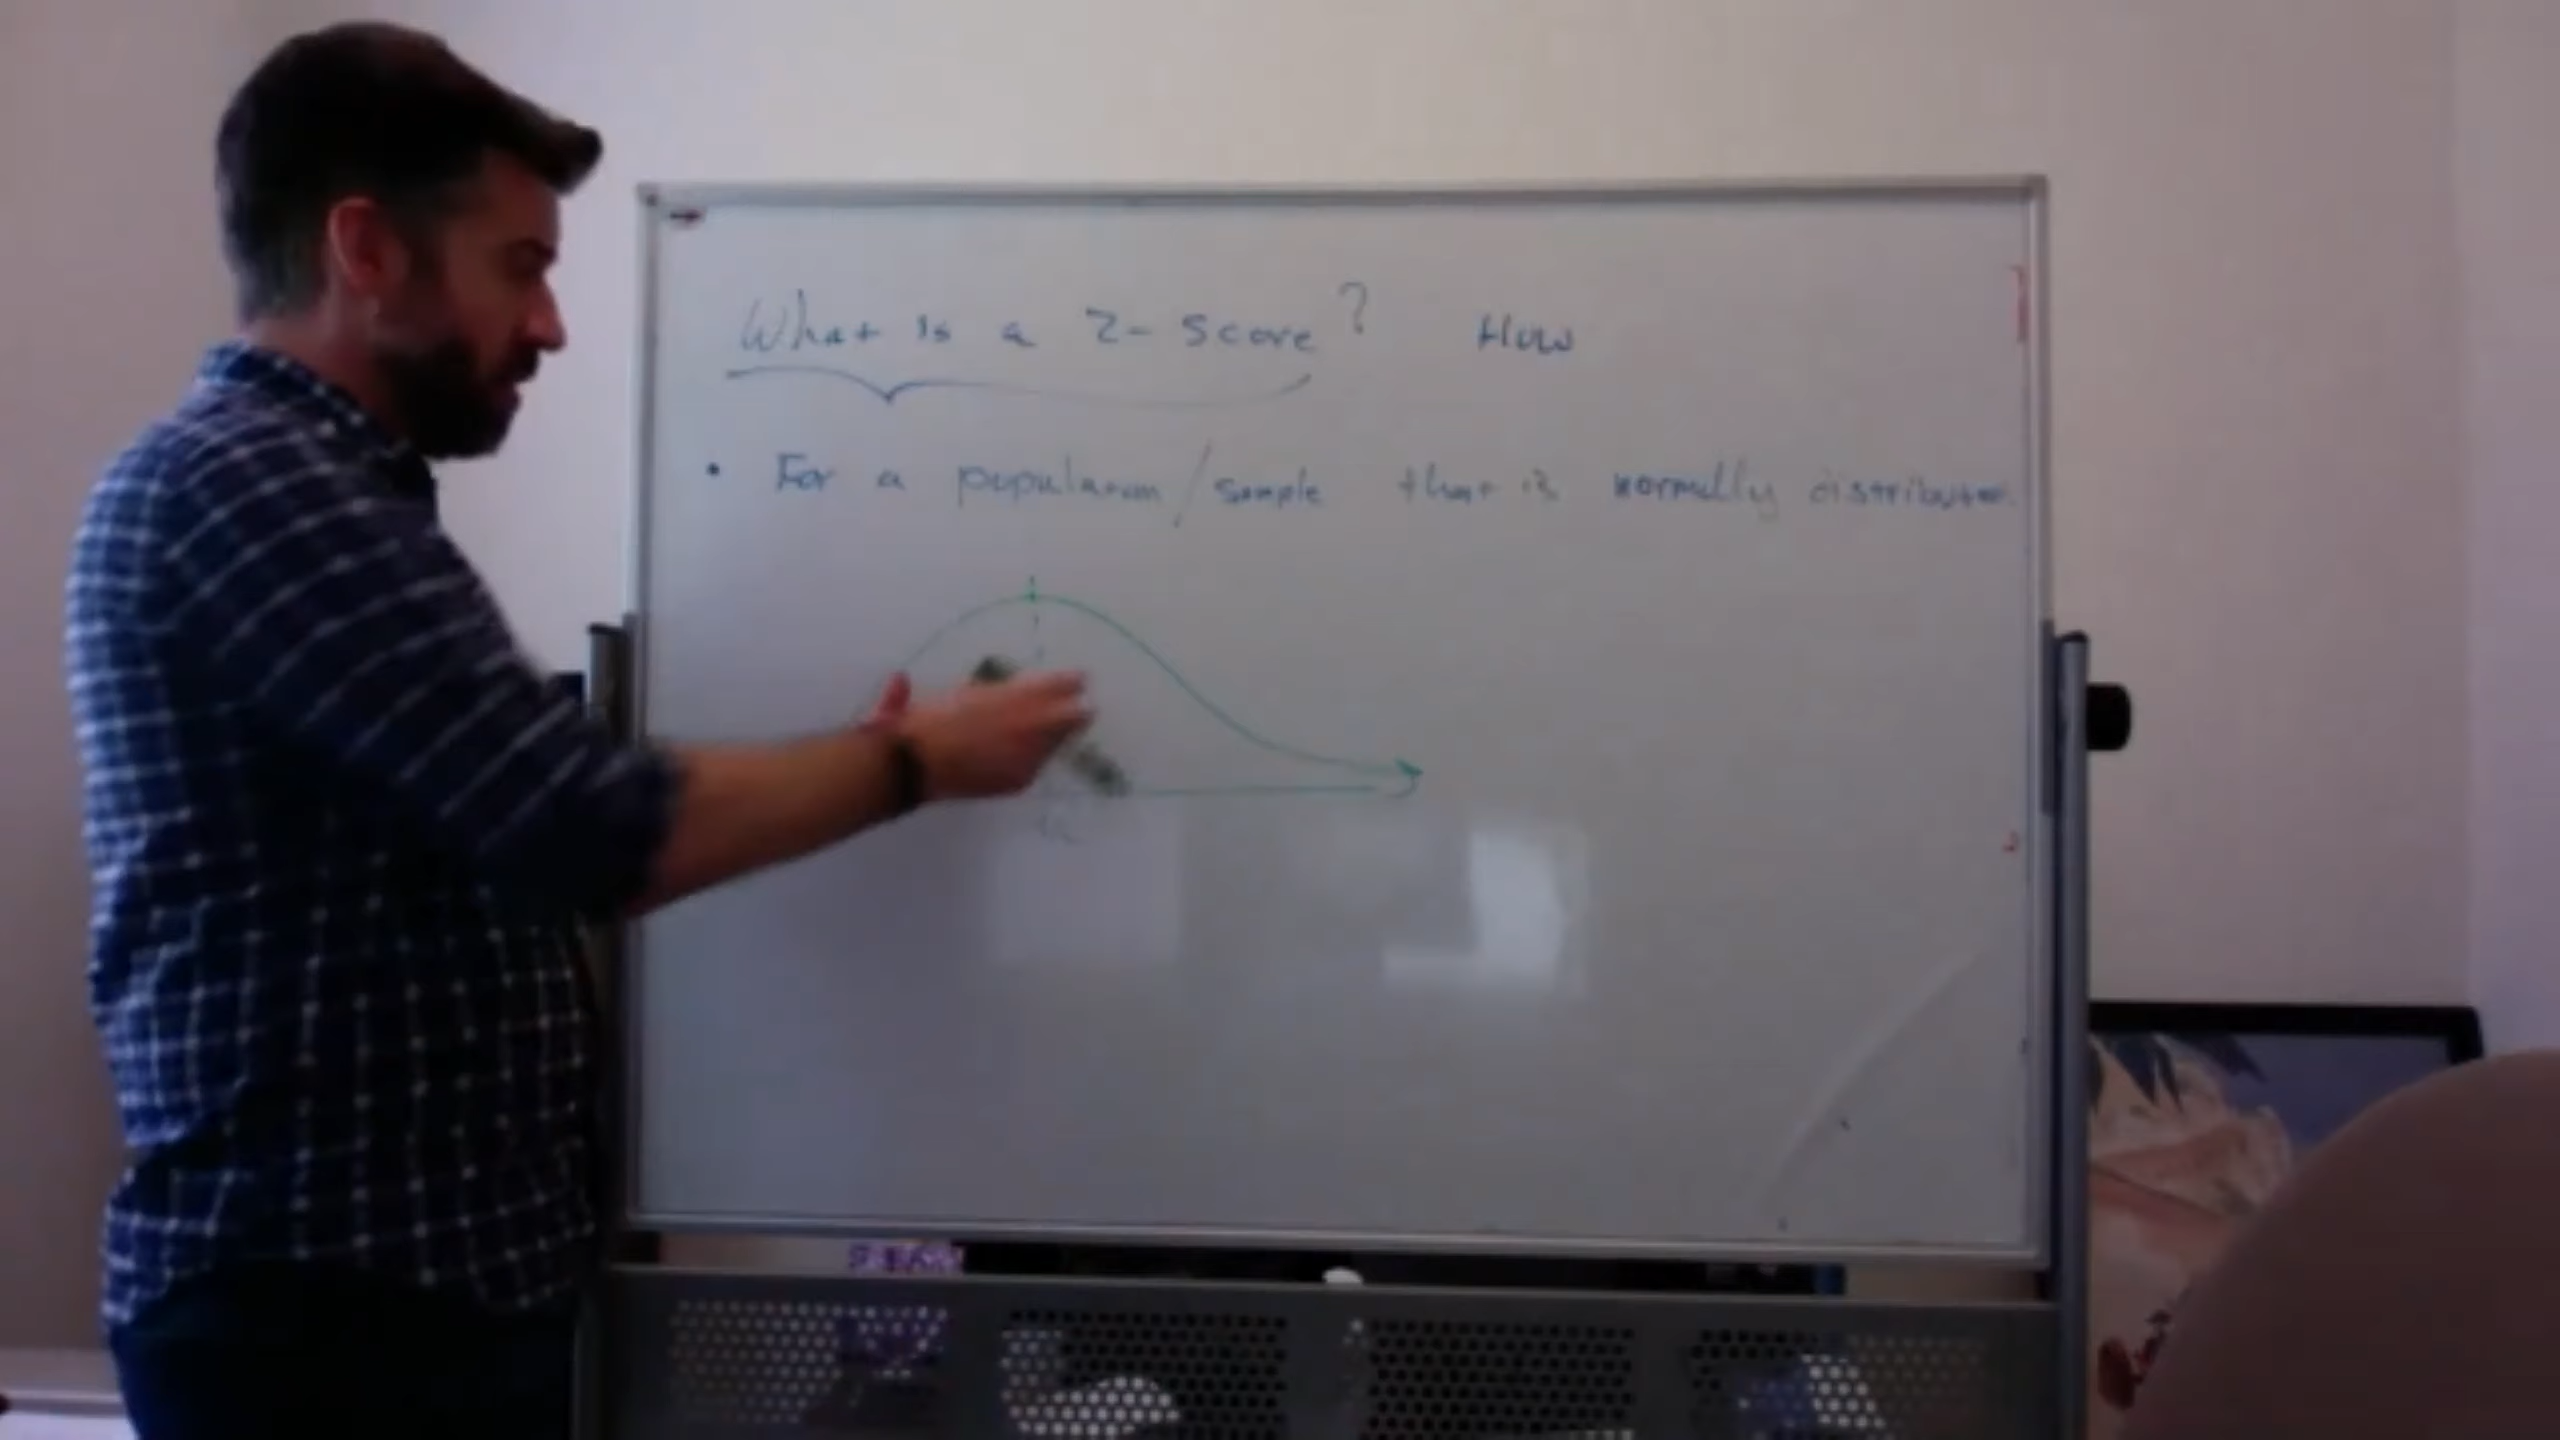 What is a Z-Score? How
• For a population/sample that is normally distributed